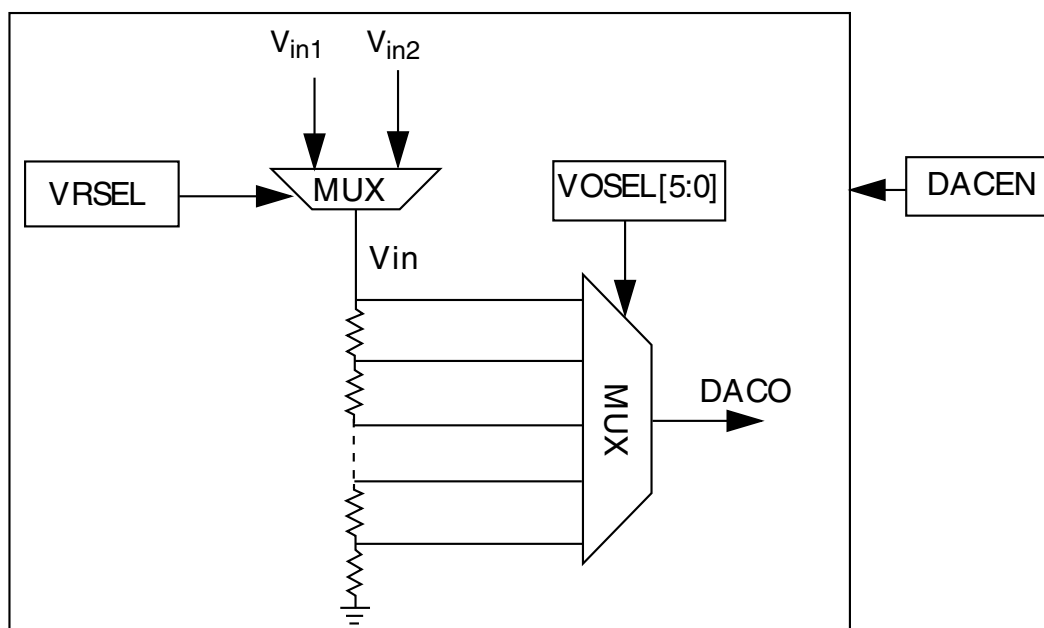 Vin1
Vin2
VRSEL
MUX
VOSEL[5:0]
DACEN
Vin
MUX
DACO